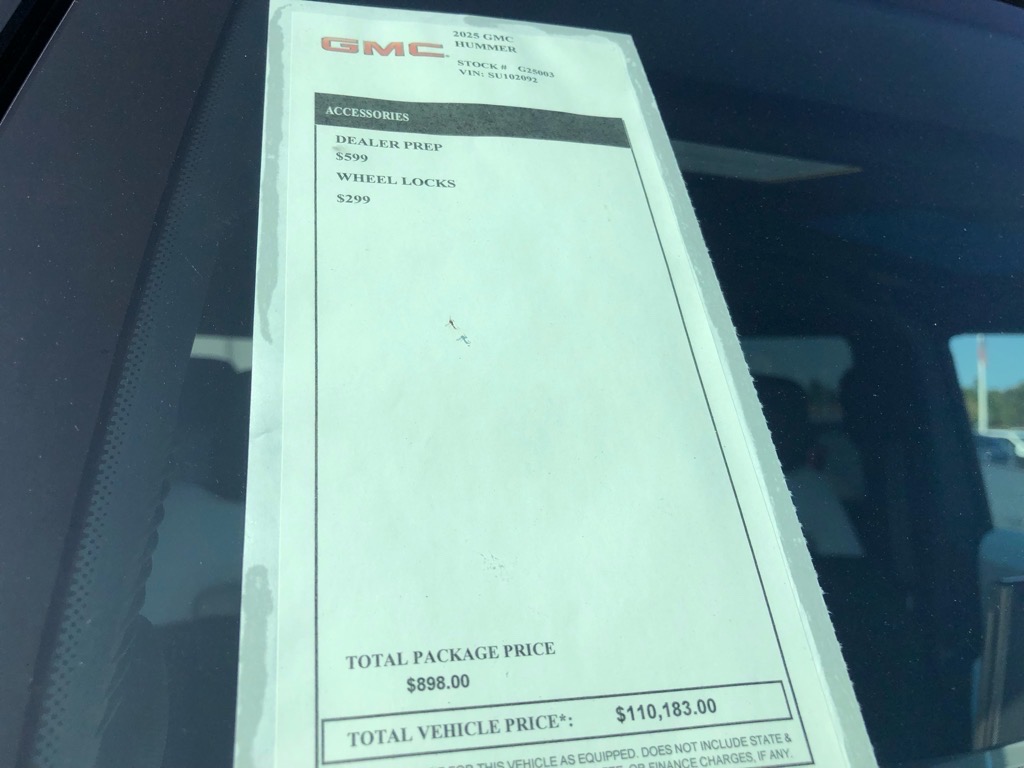 GMC
2025 GMC
HUMMER
STOCK # G25003
VIN: SU102092
ACCESSORIES
DEALER PREP
$599
WHEEL LOCKS
$299
TOTAL PACKAGE PRICE
$898.00
TOTAL VEHICLE PRICE*: $110,183.00
FOR THIS VEHICLE AS EQUIPPED. DOES NOT INCLUDE STATE &
OR FINANCE CHARGES, IF ANY.